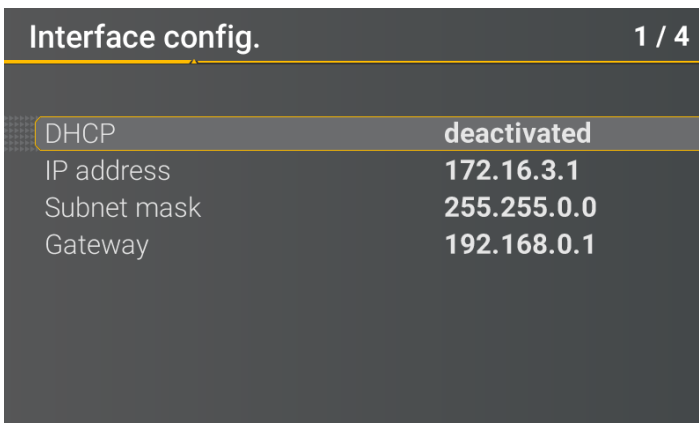 Interface config. 1 / 4
DHCP deactivated
IP address 172.16.3.1
Subnet mask 255.255.0.0
Gateway 192.168.0.1